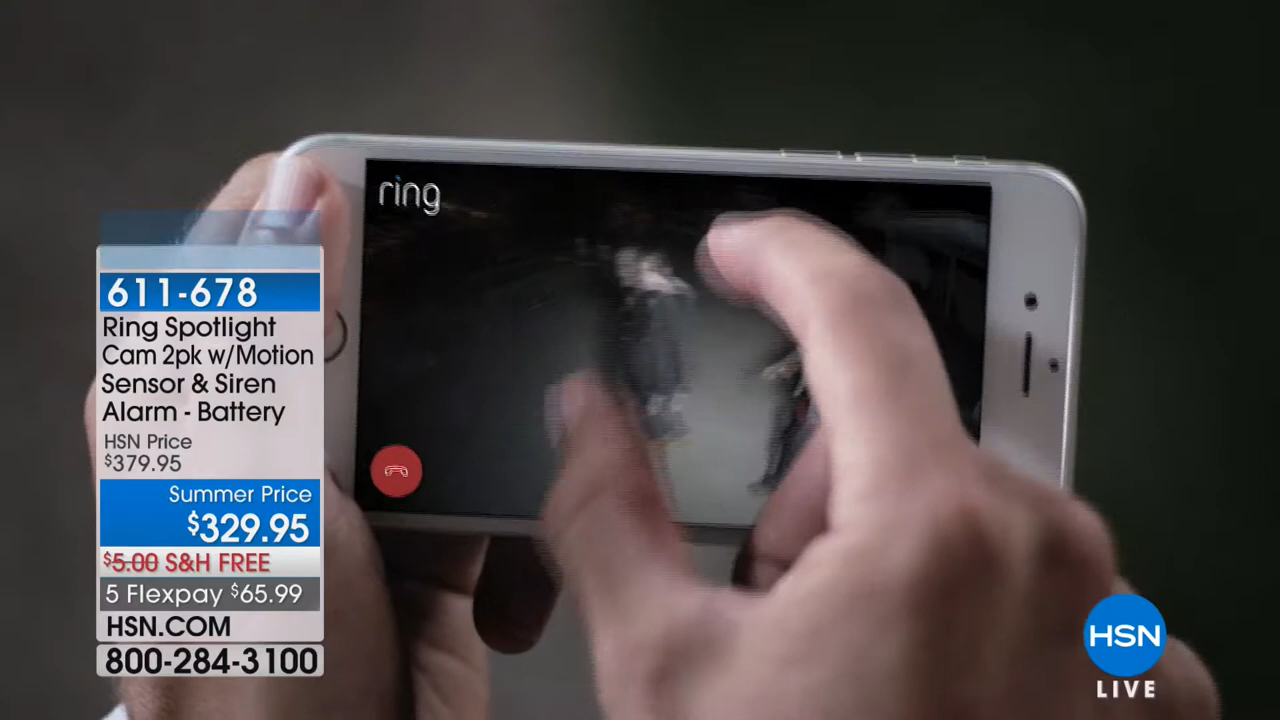 ring
611-678
Ring Spotlight
Cam 2pk w/Motion
Sensor & Siren
Alarm - Battery
HSN Price
$379.95
Summer Price
$329.95
$5.00 S&H FREE
5 Flexpay $65.99
HSN.COM
800-284-3100
HSN
LIVE